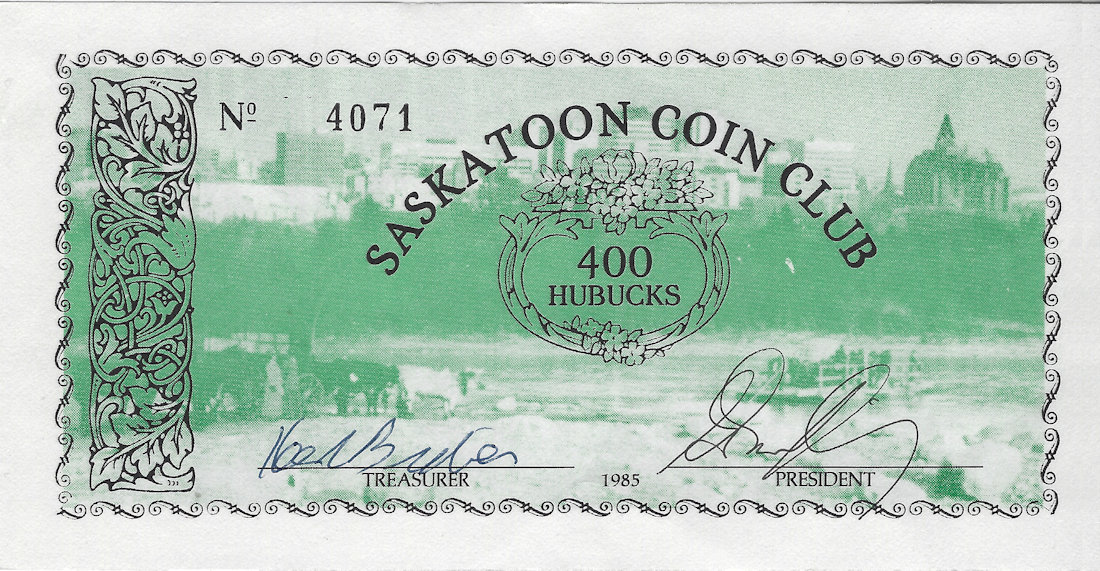 Nº 4071
SASKATOON COIN CLUB
400
HUBUCKS
TREASURER
1985
PRESIDENT